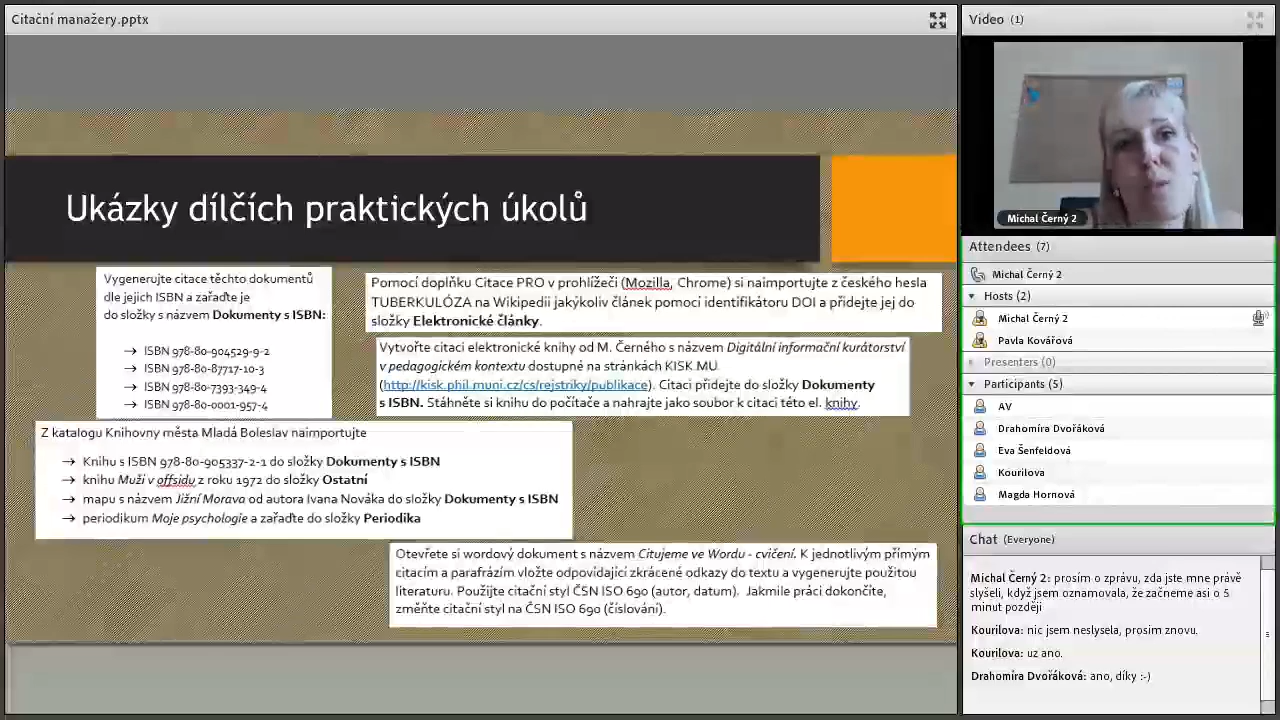 Citační manažery.pptx
Ukázky dílčích praktických úkolů
Vygenerujte citace těchto dokumentů
dle jejich ISBN a zařaďte je
do složky s názvem Dokumenty s ISBN:
→ ISBN 978-80-904529-9-2
→ ISBN 978-80-87717-10-3
→ ISBN 978-80-7393-349-4
→ ISBN 978-80-0001-957-4
Pomocí doplňku Citace PRO v prohlížeči (Mozilla, Chrome) si naimportujte z českého hesla
TUBERKULÓZA na Wikipedii jakýkoliv článek pomocí identifikátoru DOI a přidejte jej do
složky Elektronické články.
Vytvořte citaci elektronické knihy od M. Černého s názvem Digitální informační kurátorství
v pedagogickém kontextu dostupné na stránkách KISK MU
(http://kisk.phil.muni.cz/cs/rejstriky/publikace). Citaci přidejte do složky Dokumenty
s ISBN. Stáhněte si knihu do počítače a nahrajte jako soubor k citaci této el. knihy.
Z katalogu Knihovny města Mladá Boleslav naimportujte
→ Knihu s ISBN 978-80-905337-2-1 do složky Dokumenty s ISBN
→ knihu Muži v offsidu z roku 1972 do složky Ostatní
→ mapu s názvem Jižní Morava od autora Ivana Nováka do složky Dokumenty s ISBN
→ periodikum Moje psychologie a zařaďte do složky Periodika
Otevřete si wordový dokument s názvem Citujeme ve Wordu - cvičení. K jednotlivým přímým
citacím a parafrázím vložte odpovídající zkrácené odkazy do textu a vygenerujte použitou
literaturu. Použijte citační styl ČSN ISO 690 (autor, datum). Jakmile práci dokončíte,
změňte citační styl na ČSN ISO 690 (číslování).
Video (1)
Michal Černý 2
Attendees (7)
Michal Černý 2
Hosts (2)
Michal Černý 2
Pavla Kovářová
Presenters (0)
Participants (5)
AV
Drahomíra Dvořáková
Eva Šenfeldová
Kourilova
Magda Hornová
Chat (Everyone)
Michal Černý 2: prosím o zprávu, zda jste mne právě
slyšeli, když jsem oznamovala, že začneme asi o 5
minut později
Kourilova: nic jsem neslysela, prosim znovu.
Kourilova: uz ano.
Drahomíra Dvořáková: ano, díky :-)